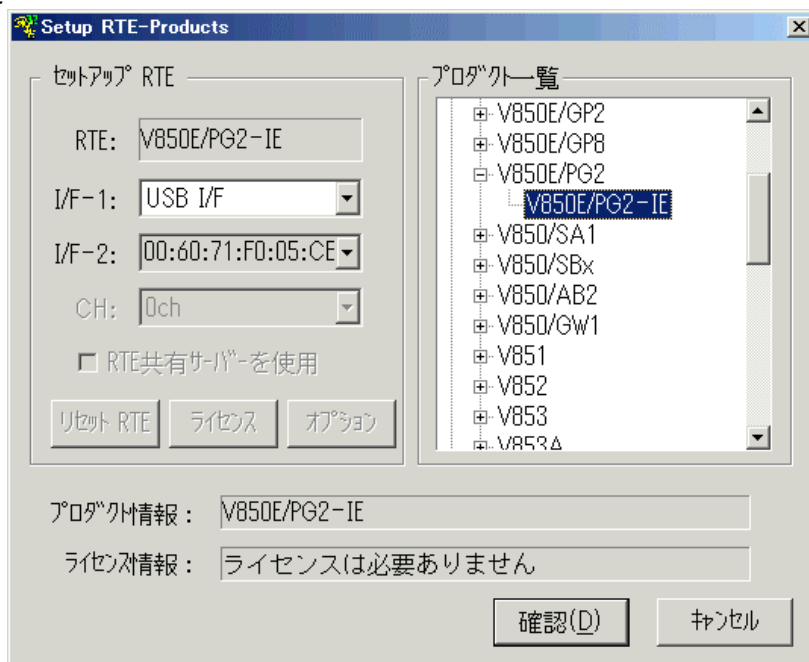 Setup RTE-Products
セットアップ RTE
RTE: V850E/PG2-IE
I/F-1: USB I/F
I/F-2: 00:60:71:F0:05:CE
CH: 0ch
RTE共有サーバーを使用
リセット RTE ライセンス オプション
プロダクト一覧
V850E/GP2
V850E/GP8
V850E/PG2
V850E/PG2-IE
V850/SA1
V850/SBx
V850/AB2
V850/GW1
V851
V852
V853
V853A
プロダクト情報: V850E/PG2-IE
ライセンス情報: ライセンスは必要ありません
確認(D) キャンセル